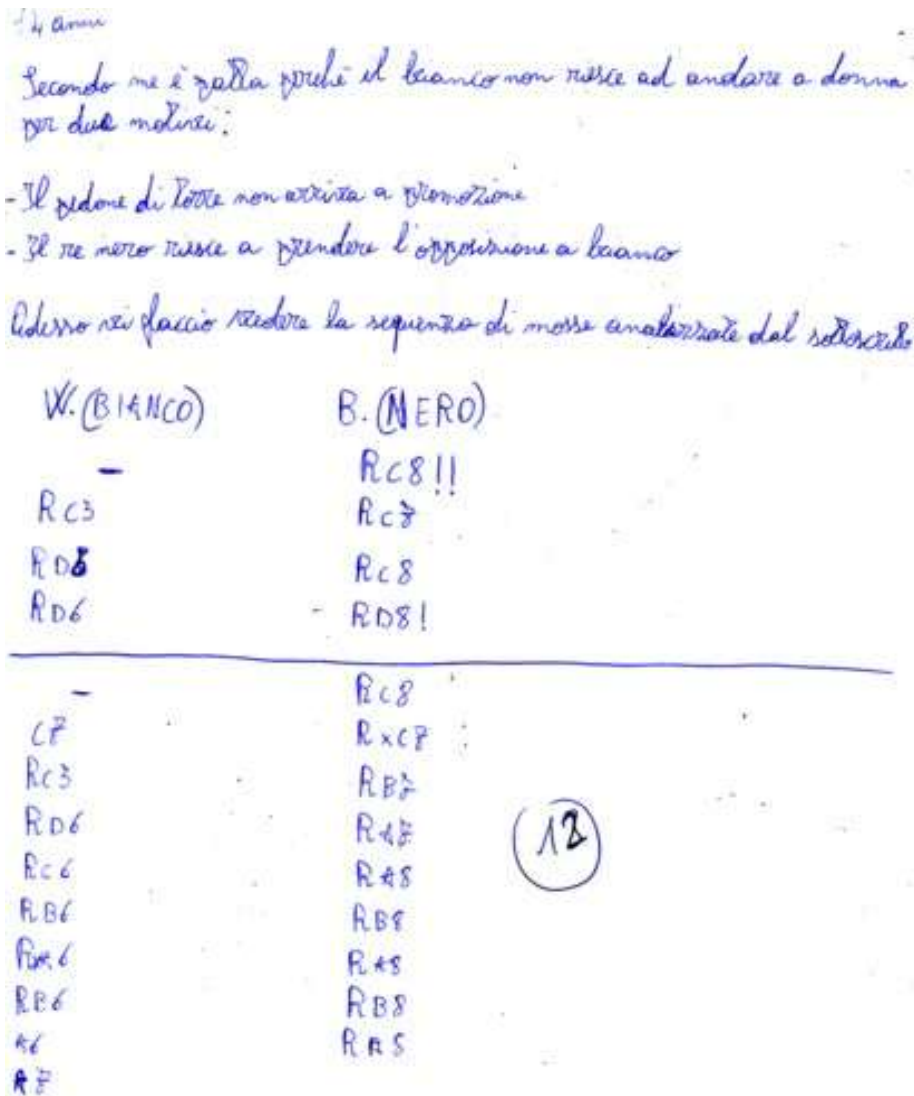 14 anni
Secondo me è patta perché il bianco non riesce ad andare a donna
per due motivi:
- Il pedone di torre non arriva a promozione
- Il re nero riesce a prendere l'opposizione a bianco
Adesso vi faccio vedere la sequenza di mosse analizzate dal sottoscritto
W. (BIANCO) B. (NERO)
- RC8!!
RC3 RC7
RD5 RC8
RD6 RD8!
- RC8
C7 RxC7
RC3 RB7
RD6 RA7
RC6 RA8
RB6 RB8
RA6 RA8
RB6 RB8
A6 RA8
A7
12